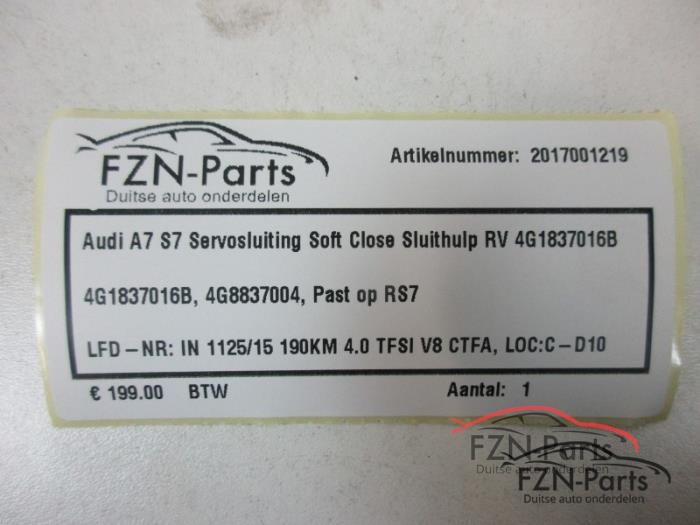 FZN-Parts
Duitse auto onderdelen
Artikelnummer: 2017001219
Audi A7 S7 Servosluiting Soft Close Sluithulp RV 4G1837016B
4G1837016B, 4G8837004, Past op RS7
LFD-NR: IN 1125/15 190KM 4.0 TFSI V8 CTFA, LOC:C-D10
€ 199.00 BTW Aantal: 1
FZN-Parts
Duitse auto onderdelen
FZN-Parts
Duitse auto onderdelen